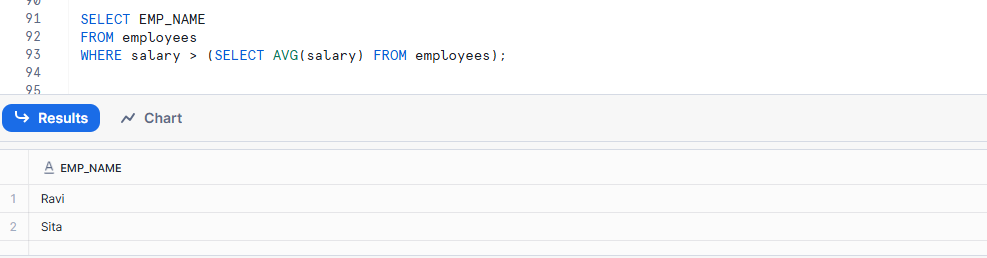 90
91 SELECT EMP_NAME
92 FROM employees
93 WHERE salary > (SELECT AVG(salary) FROM employees);
94
95
Results Chart
A EMP_NAME
1 Ravi
2 Sita